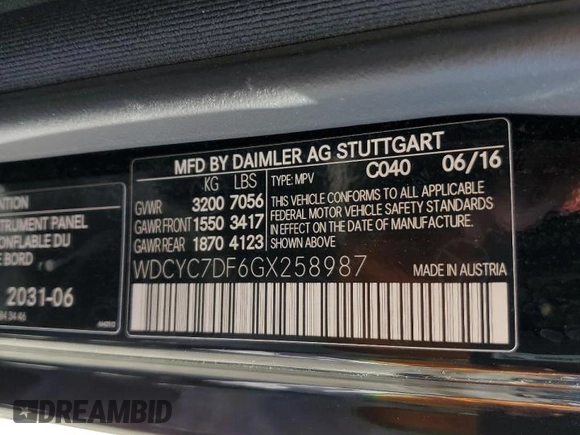 MFD BY DAIMLER AG STUTTGART
KG LBS
TYPE: MPV C040 06/16
GVWR 3200 7056
GAWR FRONT 1550 3417
GAWR REAR 1870 4123
THIS VEHICLE CONFORMS TO ALL APPLICABLE
FEDERAL MOTOR VEHICLE SAFETY STANDARDS
IN EFFECT ON THE DATE OF MANUFACTURE.
SHOWN ABOVE
WDCYC7DF6GX258987
MADE IN AUSTRIA
NTION
TRUMENT PANEL
ONFLABLE DU
E BORD
2031-06
DREAMBID